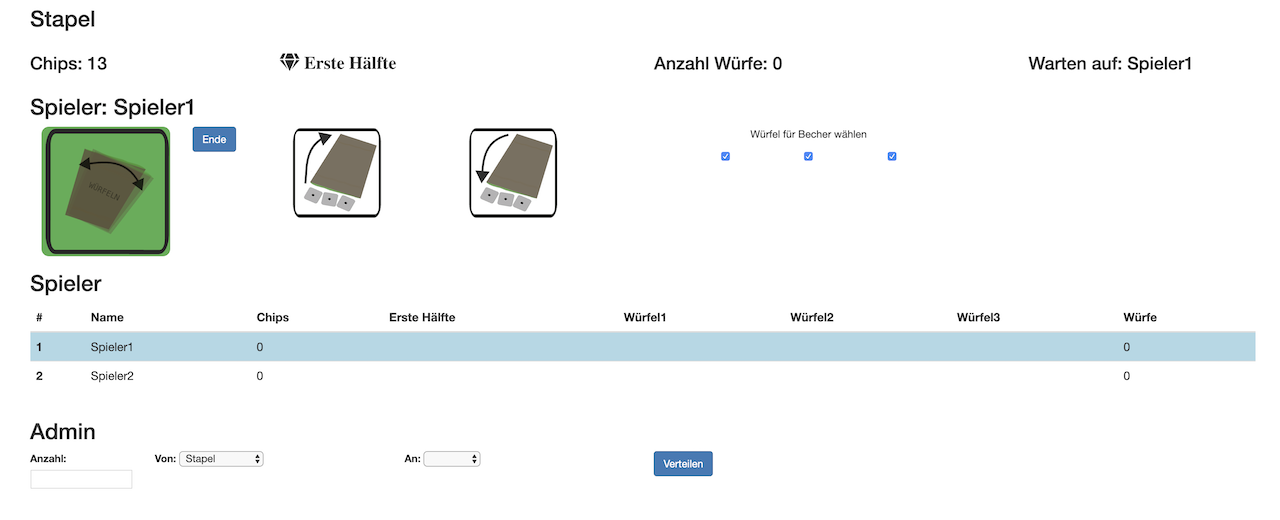 Stapel
Chips: 13
Erste Hälfte
Anzahl Würfe: 0
Warten auf: Spieler1
Spieler: Spieler1
WÜRFELN
Ende
Würfel für Becher wählen
Spieler
# Name Chips Erste Hälfte Würfel1 Würfel2 Würfel3 Würfe
1 Spieler1 0 0
2 Spieler2 0 0
Admin
Anzahl: Von: Stapel An: Verteilen